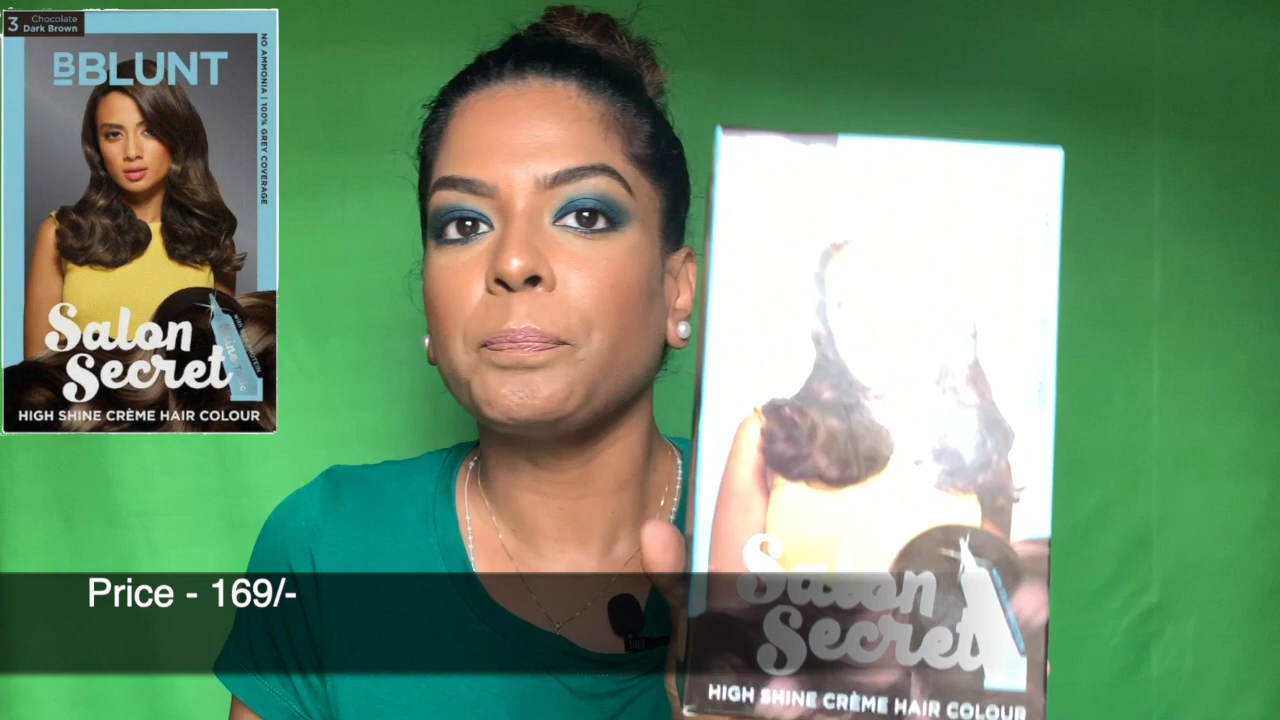 3 Chocolate
Dark Brown
BBLUNT
NO AMMONIA | 100% GREY COVERAGE
Salon
Secret
HIGH SHINE CRÈME HAIR COLOUR
Price - 169/-
Salon
Secret
HIGH SHINE CRÈME HAIR COLOUR